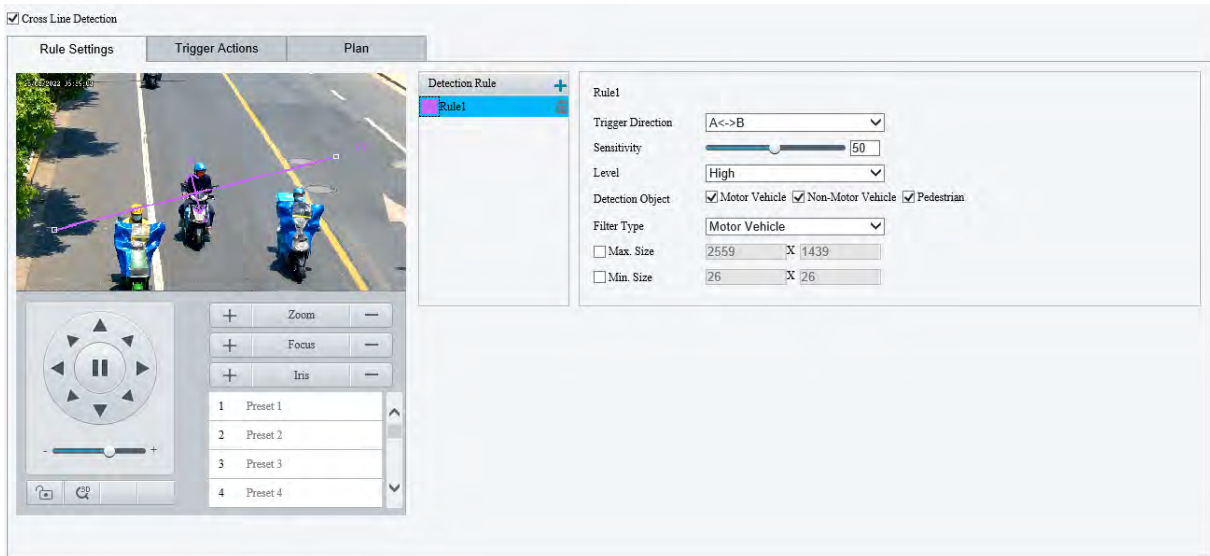 Cross Line Detection
Rule Settings
Trigger Actions
Plan
Detection Rule
Rule1
Rule1
Trigger Direction A<->B
Sensitivity 50
Level High
Detection Object Motor Vehicle Non-Motor Vehicle Pedestrian
Filter Type Motor Vehicle
Max. Size 2559 X 1439
Min. Size 26 X 26
+ Zoom −
+ Focus −
+ Iris −
1 Preset 1
2 Preset 2
3 Preset 3
4 Preset 4
- +
3D